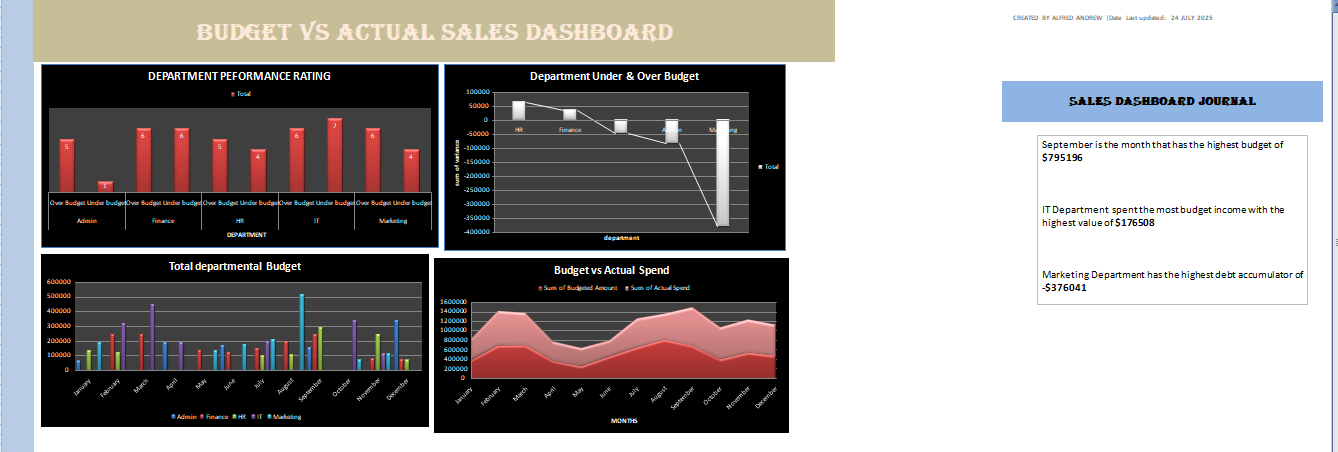 BUDGET VS ACTUAL SALES DASHBOARD
CREATED BY ALFRED ANDREW |Date Last updated: 24 JULY 2025
DEPARTMENT PEFORMANCE RATING
Total
5
1
6
6
5
4
6
7
6
4
Over Budget Under budget Over Budget Under budget Over Budget Under budget Over Budget Under budget Over Budget Under budget
Admin Finance HR IT Marketing
DEPARTMENT
Department Under & Over Budget
100000
50000
0
-50000
-100000
-150000
-200000
-250000
-300000
-350000
-400000
sum of variance
HR Finance
Total
department
SALES DASHBOARD JOURNAL
September is the month that has the highest budget of
$795196
IT Department spent the most budget income with the
highest value of $176508
Marketing Department has the highest debt accumulator of
-$376041
Total departmental Budget
600000
500000
400000
300000
200000
100000
0
January February March April May June July August September October November December
Admin Finance HR IT Marketing
Budget vs Actual Spend
Sum of Budgeted Amount Sum of Actual Spend
1600000
1400000
1200000
1000000
800000
600000
400000
200000
0
January February March April May June July August September October November December
MONTHS